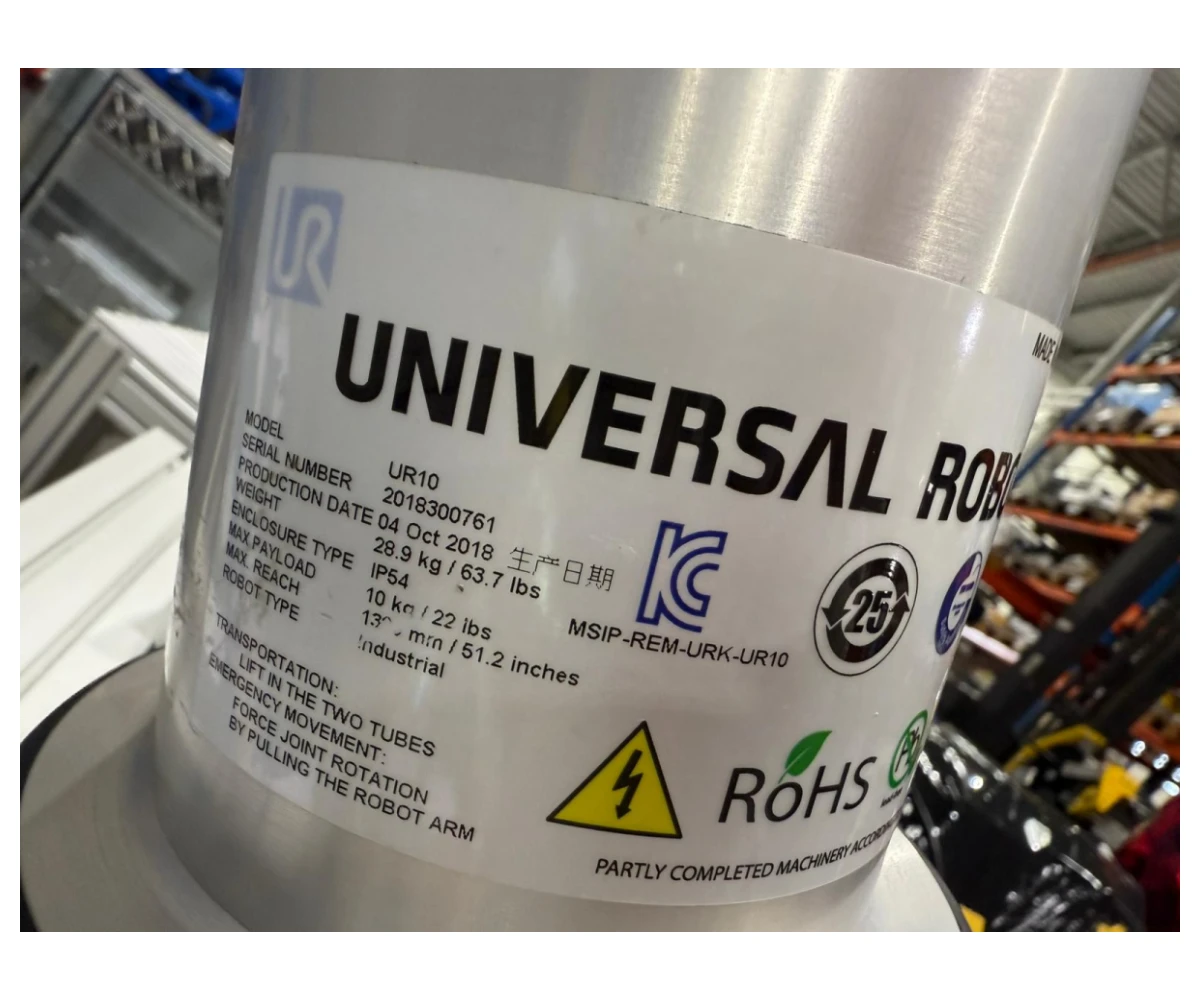 UR
MADE
UNIVERSAL ROBO
MODEL UR10
SERIAL NUMBER 2018300761
PRODUCTION DATE 04 Oct 2018 生产日期
WEIGHT 28.9 kg / 63.7 lbs
ENCLOSURE TYPE IP54
MAX.PAYLOAD 10 kg / 22 lbs
MAX. REACH mm / 51.2 inches
ROBOT TYPE Industrial
KC
MSIP-REM-URK-UR10
25
TRANSPORTATION:
LIFT IN THE TWO TUBES
EMERGENCY MOVEMENT:
FORCE JOINT ROTATION
BY PULLING THE ROBOT ARM
RoHS
Pb
PARTLY COMPLETED MACHINERY